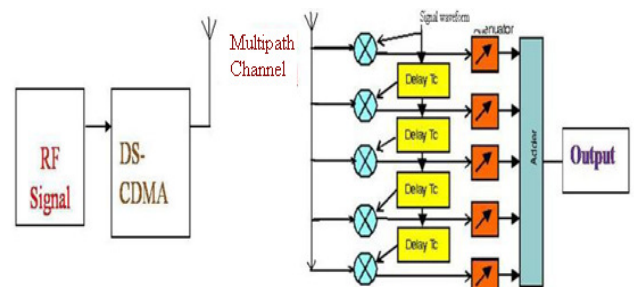 RF
Signal
DS-
CDMA
Multipath
Channel
Signal waveform
Delay Tc
Delay Tc
Delay Tc
Delay Tc
Adder
Output